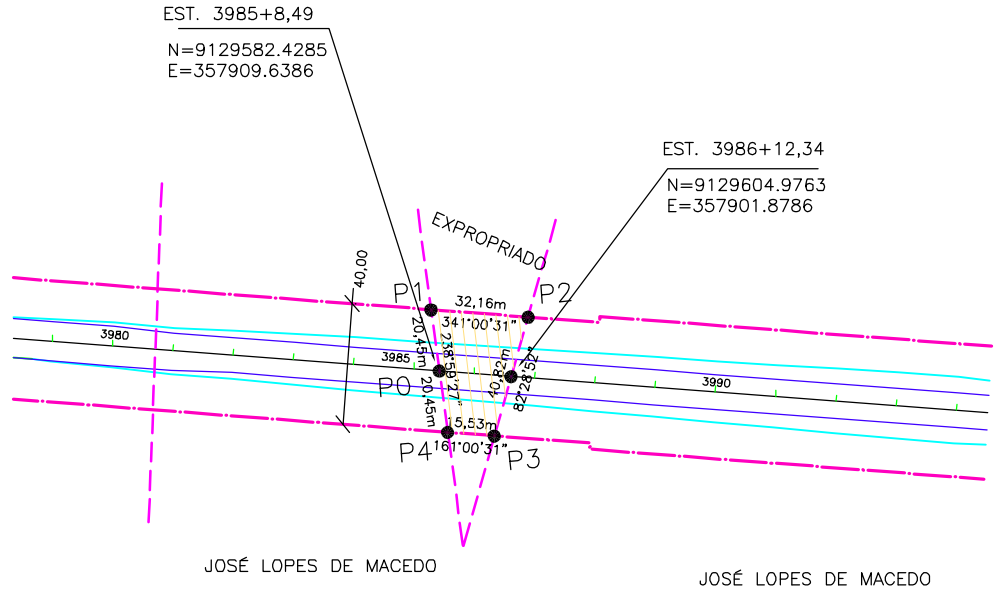 EST. 3985+8,49
N=9129582.4285
E=357909.6386
EST. 3986+12,34
N=9129604.9763
E=357901.8786
EXPROPRIADO
40,00
P1
32,16m
P2
341°00'31"
3980
3985
3990
20,45m
238°59'27"
40,82m
82°28'52"
P0
20,45m
15,53m
P4
161°00'31"
P3
JOSÉ LOPES DE MACEDO
JOSÉ LOPES DE MACEDO